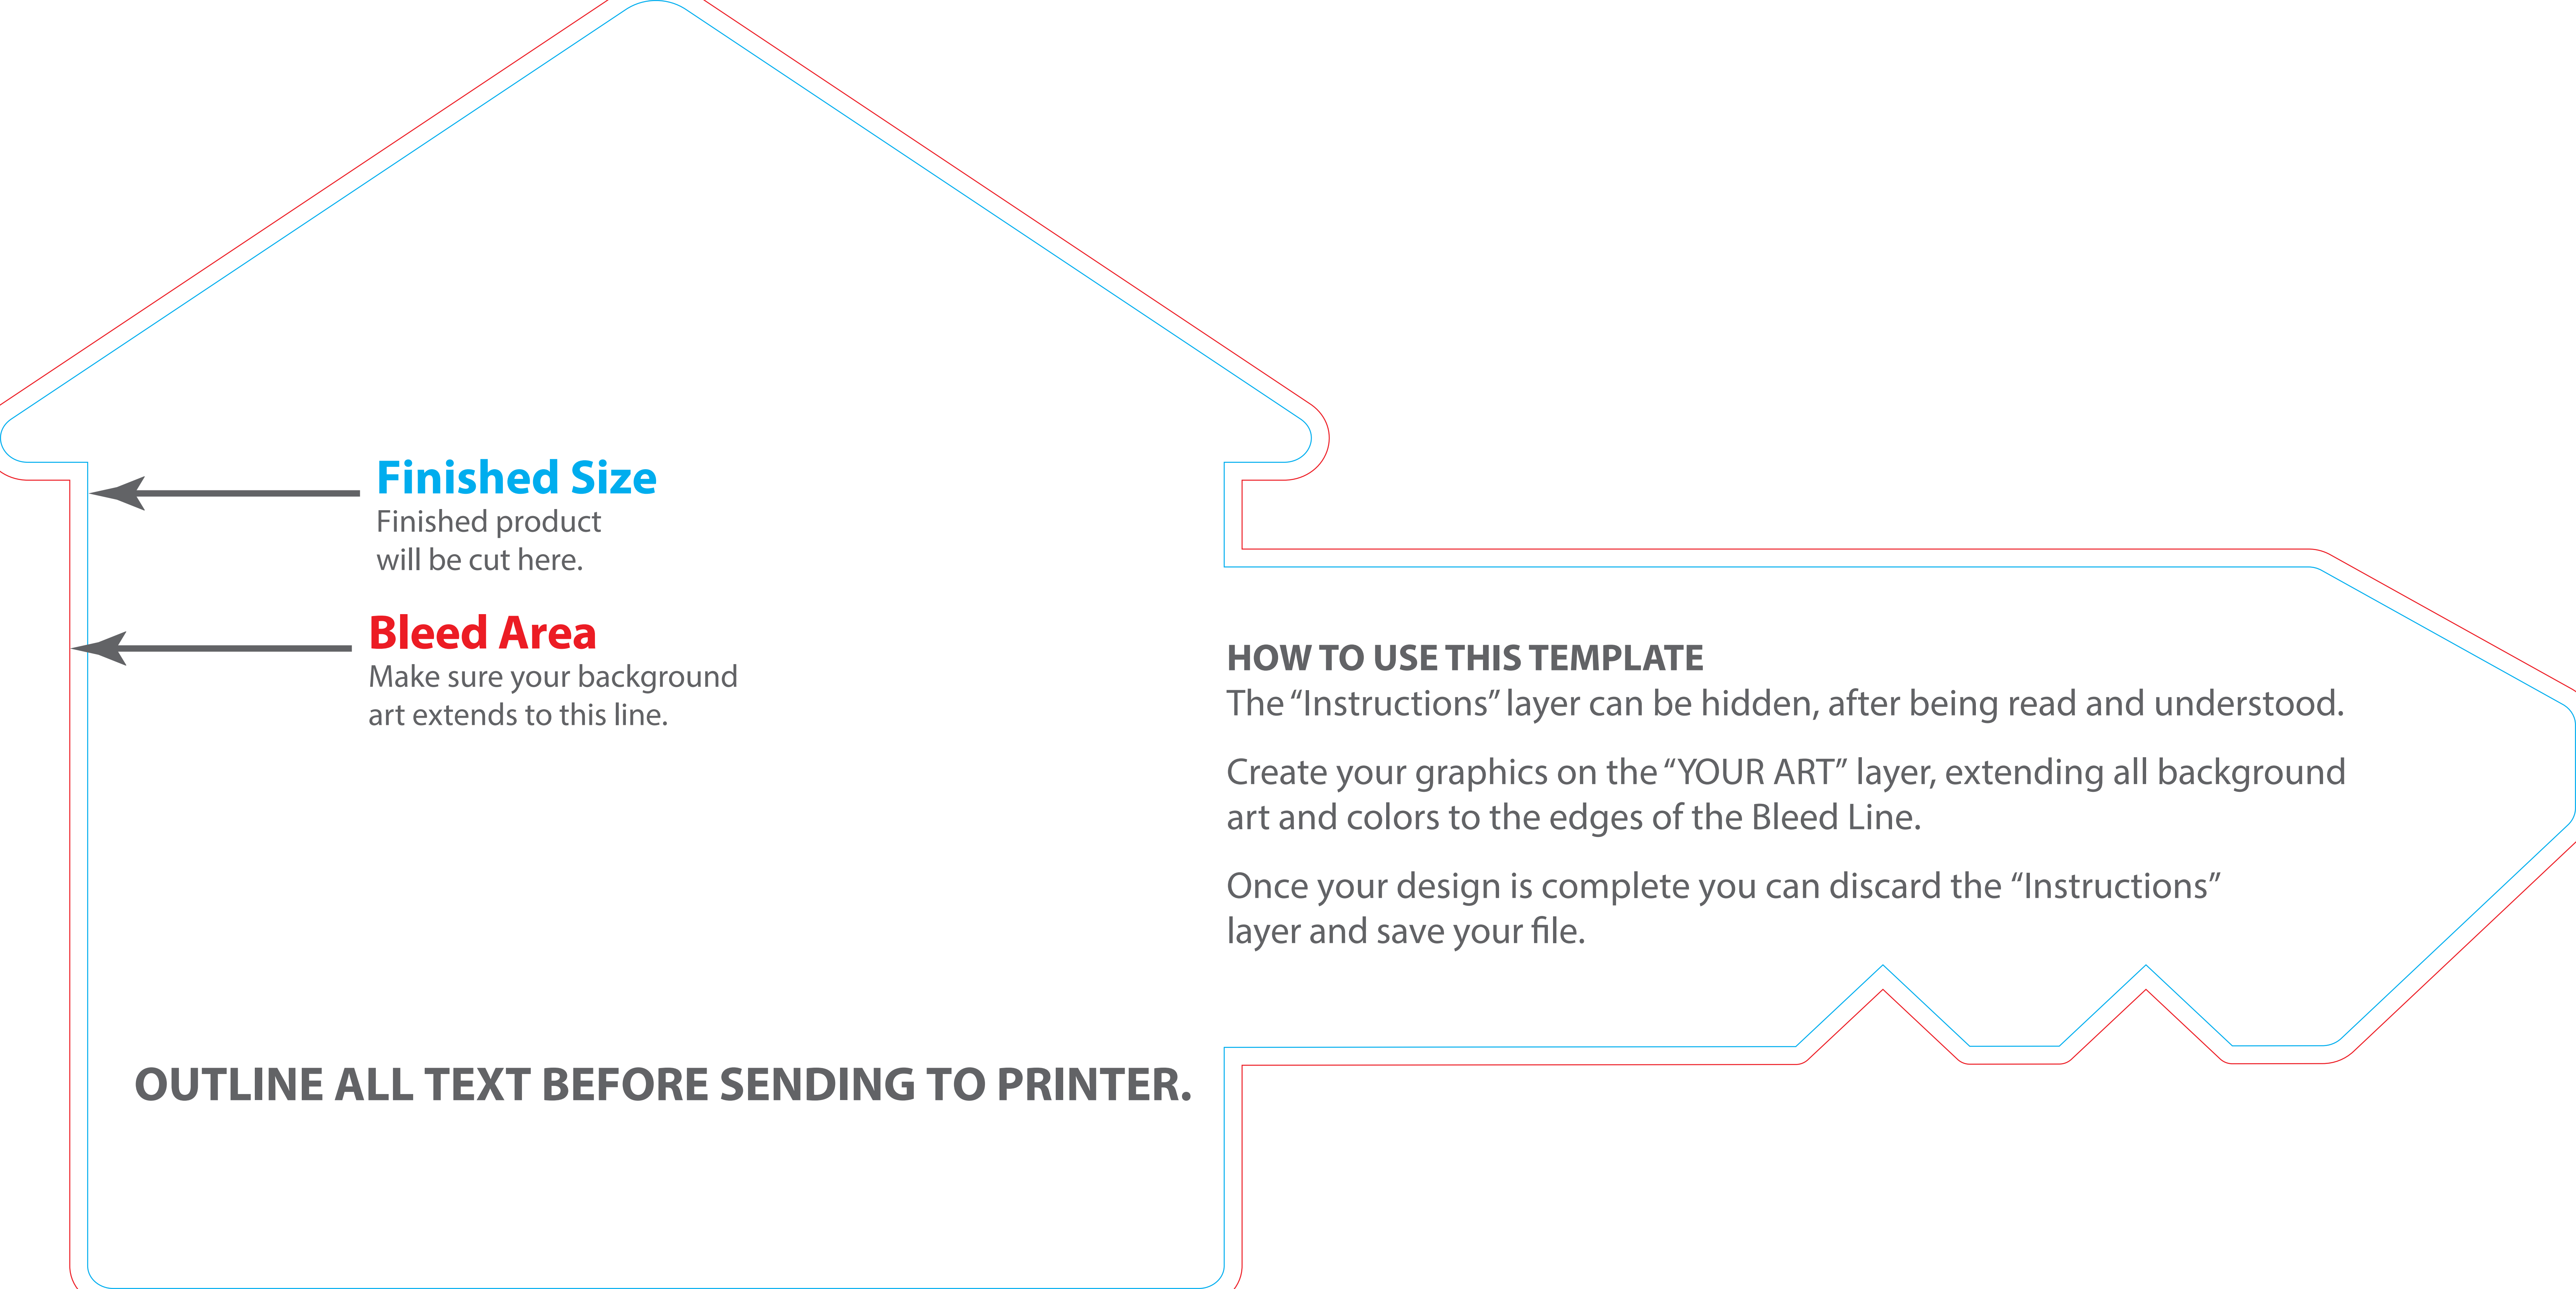 Finished Size
Finished product
will be cut here.
Bleed Area
Make sure your background
art extends to this line.
HOW TO USE THIS TEMPLATE
The “Instructions” layer can be hidden, after being read and understood.
Create your graphics on the “YOUR ART” layer, extending all background
art and colors to the edges of the Bleed Line.
Once your design is complete you can discard the “Instructions”
layer and save your file.
OUTLINE ALL TEXT BEFORE SENDING TO PRINTER.